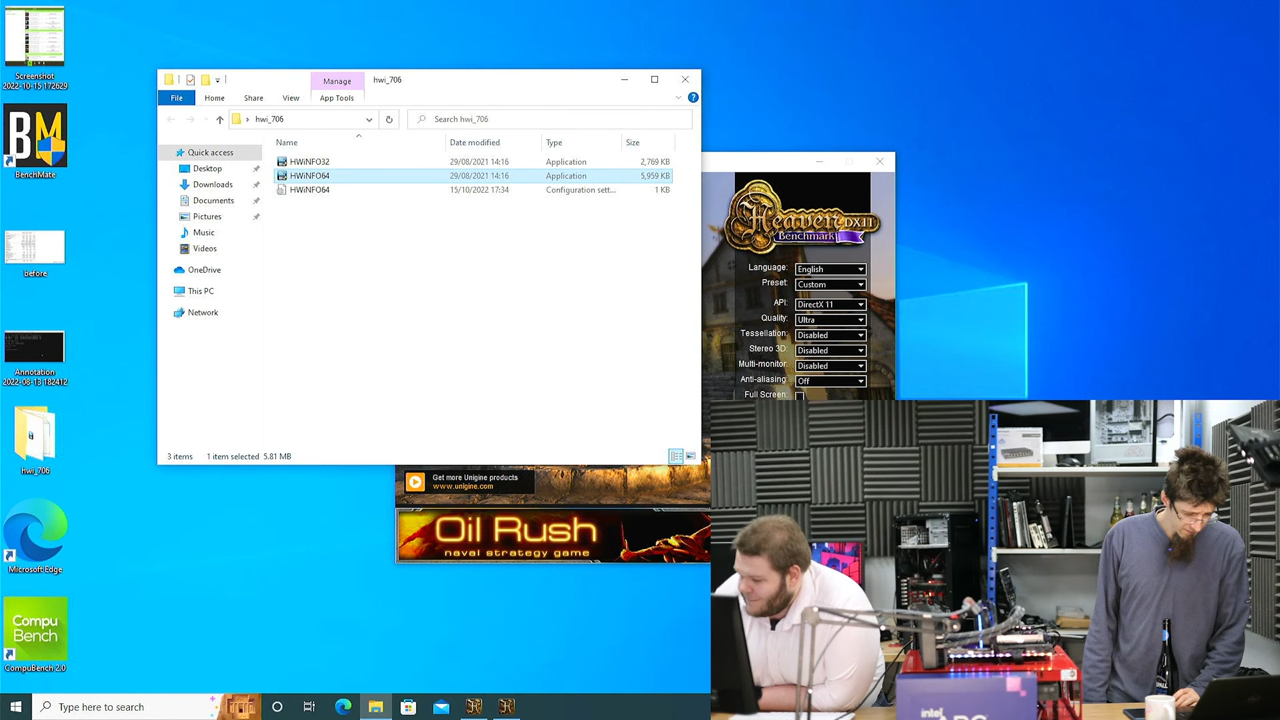 Screenshot
2022-10-15 172629
BM
BenchMate
before
Annotation
2022-08-13 182412
hwi_706
Microsoft Edge
Compu
Bench
CompuBench 2.0
Manage
hwi_706
File
Home
Share
View
App Tools
hwi_706
Search hwi_706
Quick access
Desktop
Downloads
Documents
Pictures
Music
Videos
OneDrive
This PC
Network
Name
Date modified
Type
Size
HWiNFO32
29/08/2021 14:16
Application
2,769 KB
HWiNFO64
29/08/2021 14:16
Application
5,959 KB
HWiNFO64
15/10/2022 17:34
Configuration sett...
1 KB
3 items
1 item selected
5.81 MB
Heaven DX11
Benchmark
Language: English
Preset: Custom
API: DirectX 11
Quality: Ultra
Tessellation: Disabled
Stereo 3D: Disabled
Multi-monitor: Disabled
Anti-aliasing: Off
Full Screen:
Get more Unigine products
www.unigine.com
Oil Rush
naval strategy game
intel
ARC
Type here to search